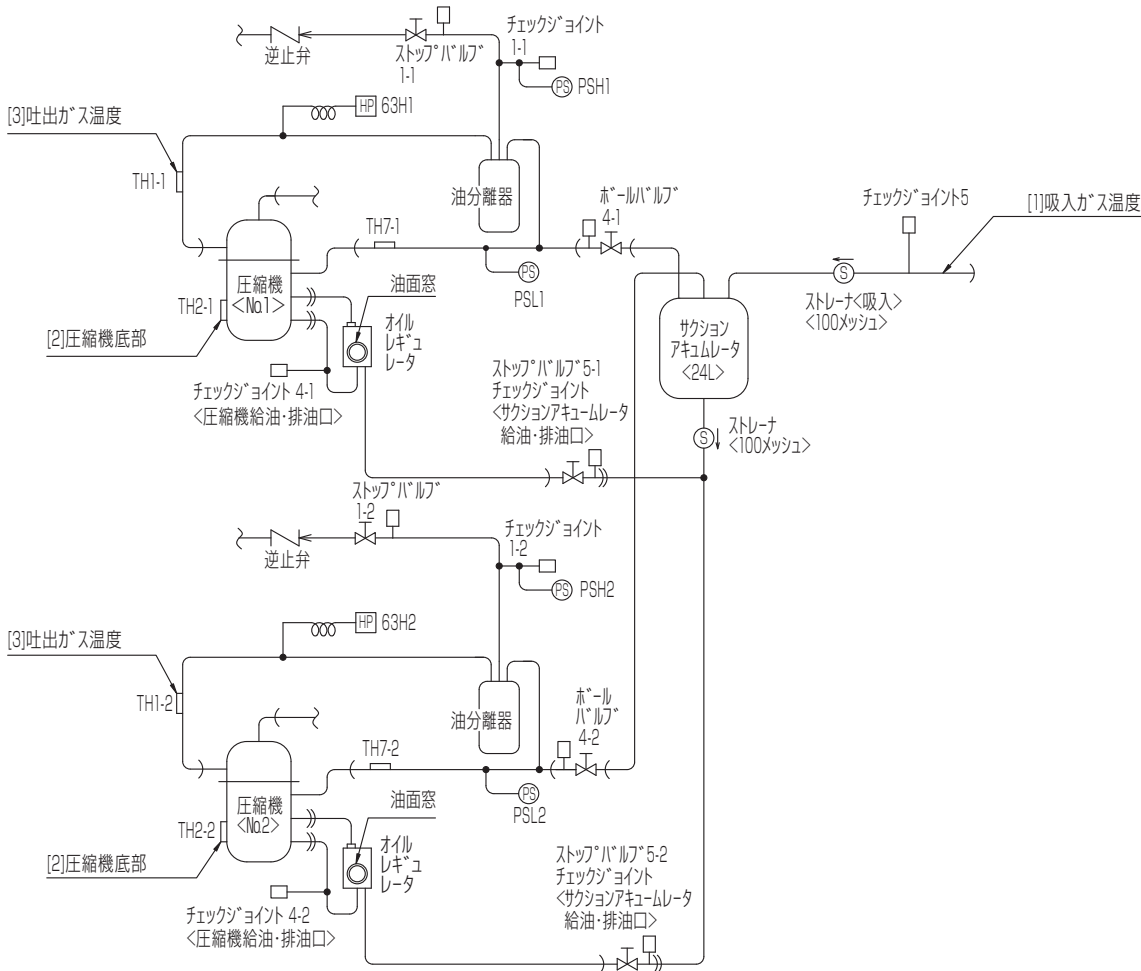 チェックジョイント
1-1
逆止弁
ストップバルブ
1-1
PS
PSH1
HP
63H1
[3]吐出ガス温度
TH1-1
油分離器
ボールバルブ
4-1
チェックジョイント5
[1]吸入ガス温度
TH7-1
PS
PSL1
S
ストレーナ<吸入>
<100メッシュ>
圧縮機
<No.1>
TH2-1
[2]圧縮機底部
油面窓
オイル
レギュ
レータ
サクション
アキュムレータ
<24L>
チェックジョイント 4-1
<圧縮機給油・排油口>
ストップバルブ5-1
チェックジョイント
<サクションアキュームレータ
給油・排油口>
S
ストレーナ
<100メッシュ>
ストップバルブ
1-2
チェックジョイント
1-2
逆止弁
PS
PSH2
HP
63H2
[3]吐出ガス温度
TH1-2
油分離器
ボール
バルブ
4-2
TH7-2
PS
PSL2
圧縮機
<No.2>
TH2-2
[2]圧縮機底部
油面窓
オイル
レギュ
レータ
チェックジョイント 4-2
<圧縮機給油・排油口>
ストップバルブ5-2
チェックジョイント
<サクションアキュームレータ
給油・排油口>